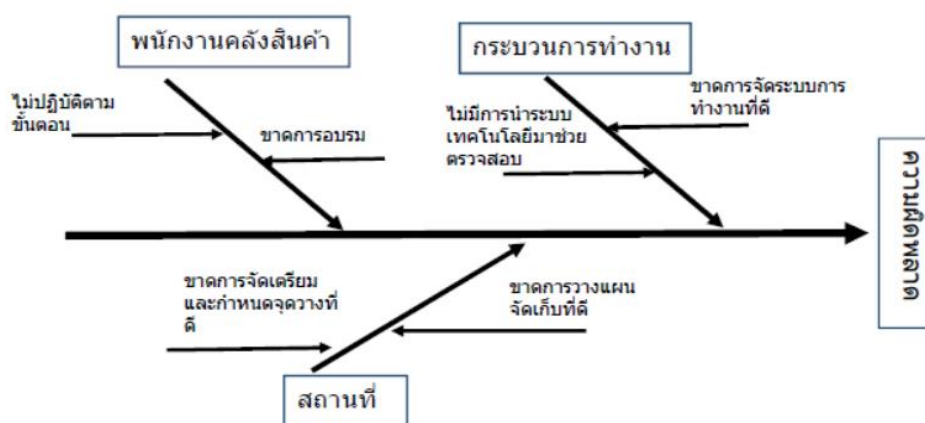 พนักงานคลังสินค้า
กระบวนการทำงาน
ไม่ปฏิบัติตาม
ขั้นตอน
ขาดการอบรม
ไม่มีการนำระบบ
เทคโนโลยีมาช่วย
ตรวจสอบ
ขาดการจัดระบบการ
ทำงานที่ดี
ความผิดพลาด
ขาดการจัดเตรียม
และกำหนดจุดวางที่
ดี
ขาดการวางแผน
จัดเก็บที่ดี
สถานที่